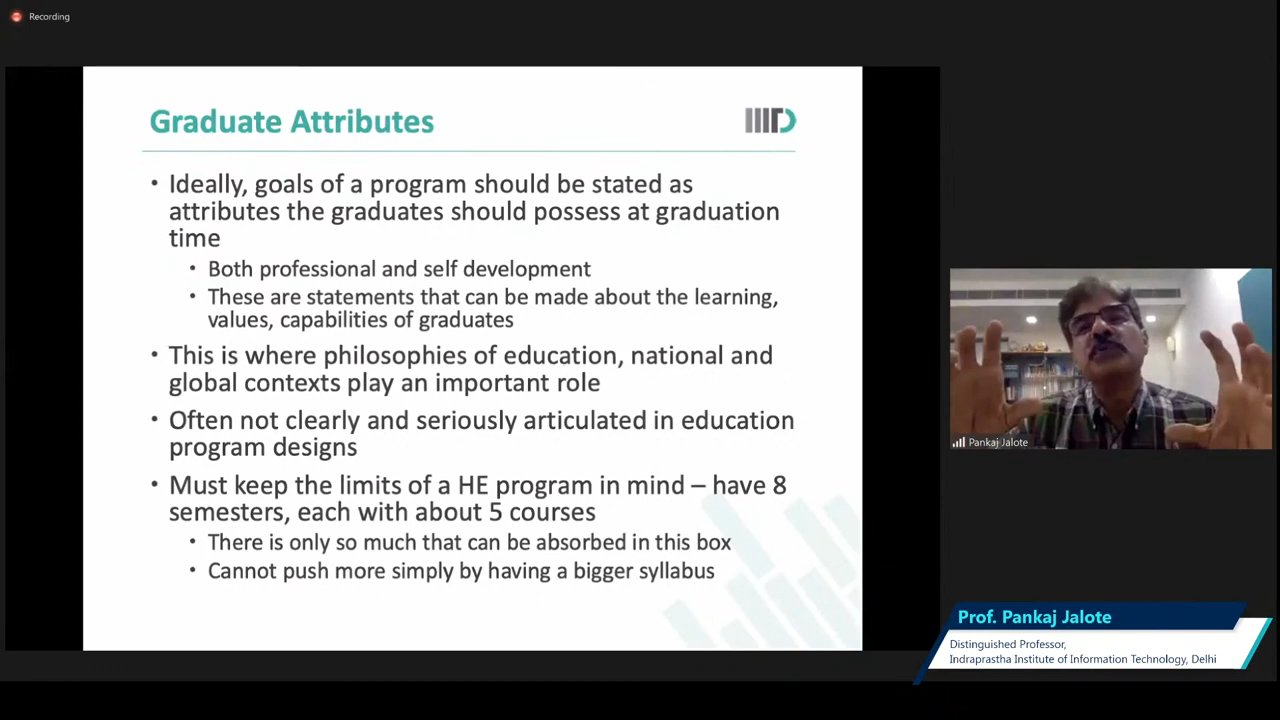 Recording
Graduate Attributes
IIITD
• Ideally, goals of a program should be stated as
attributes the graduates should possess at graduation
time
• Both professional and self development
• These are statements that can be made about the learning,
values, capabilities of graduates
• This is where philosophies of education, national and
global contexts play an important role
• Often not clearly and seriously articulated in education
program designs
• Must keep the limits of a HE program in mind – have 8
semesters, each with about 5 courses
• There is only so much that can be absorbed in this box
• Cannot push more simply by having a bigger syllabus
Pankaj Jalote
Prof. Pankaj Jalote
Distinguished Professor,
Indraprastha Institute of Information Technology, Delhi